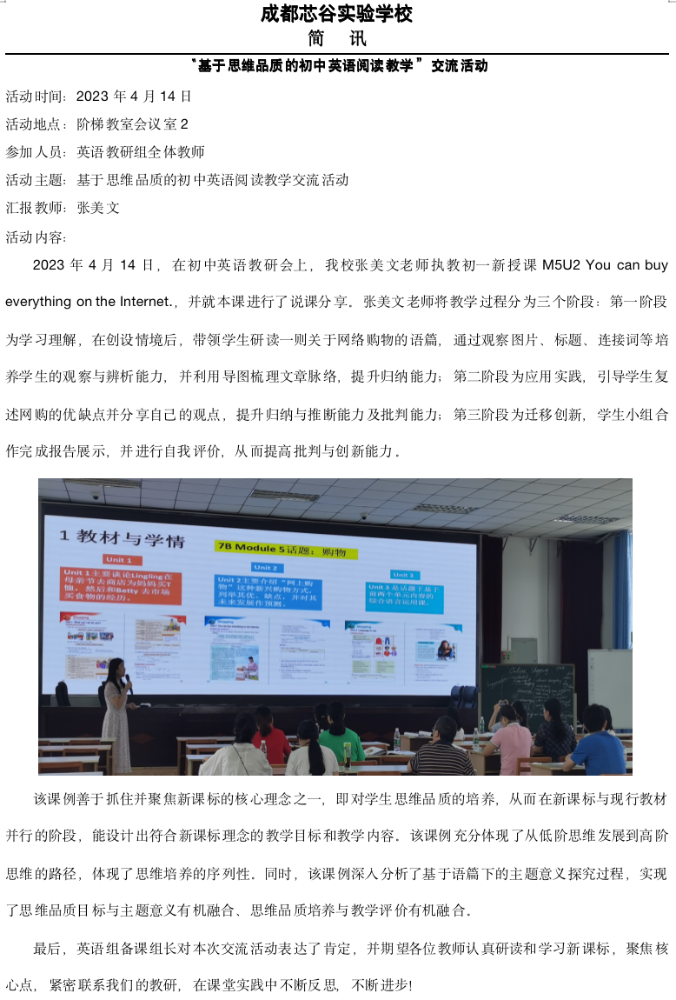 成都芯谷实验学校
简 讯
“基于思维品质的初中英语阅读教学”交流活动
活动时间：2023 年 4 月 14 日
活动地点：阶梯教室会议室 2
参加人员：英语教研组全体教师
活动主题：基于思维品质的初中英语阅读教学交流活动
汇报教师：张美文
活动内容：
2023 年 4 月 14 日，在初中英语教研会上，我校张美文老师执教初一新授课 M5U2 You can buy
everything on the Internet.，并就本课进行了说课分享。张美文老师将教学过程分为三个阶段：第一阶段
为学习理解，在创设情境后，带领学生研读一则关于网络购物的语篇，通过观察图片、标题、连接词等培
养学生的观察与辨析能力，并利用导图梳理文章脉络，提升归纳能力；第二阶段为应用实践，引导学生复
述网购的优缺点并分享自己的观点，提升归纳与推断能力及批判能力；第三阶段为迁移创新，学生小组合
作完成报告展示，并进行自我评价，从而提高批判与创新能力。
1 教材与学情
7B Module 5话题：购物
Unit 1
Unit 2
Unit 3
Unit 1主要谈论Lingling在
母亲节去商店为妈妈买T
恤，然后和Betty 去市场
买食物的经历。
Unit 2主要介绍“网上购
物”这种新兴购物方式，
列举其优、缺点，并对其
未来发展作预测。
Unit 3 是话题下基于
前两个单元内容的
综合语言运用课。
Online Shopping
该课例善于抓住并聚焦新课标的核心理念之一，即对学生思维品质的培养，从而在新课标与现行教材
并行的阶段，能设计出符合新课标理念的教学目标和教学内容。该课例充分体现了从低阶思维发展到高阶
思维的路径，体现了思维培养的序列性。同时，该课例深入分析了基于语篇下的主题意义探究过程，实现
了思维品质目标与主题意义有机融合、思维品质培养与教学评价有机融合。
最后，英语组备课组长对本次交流活动表达了肯定，并期望各位教师认真研读和学习新课标，聚焦核
心点，紧密联系我们的教研，在课堂实践中不断反思，不断进步！